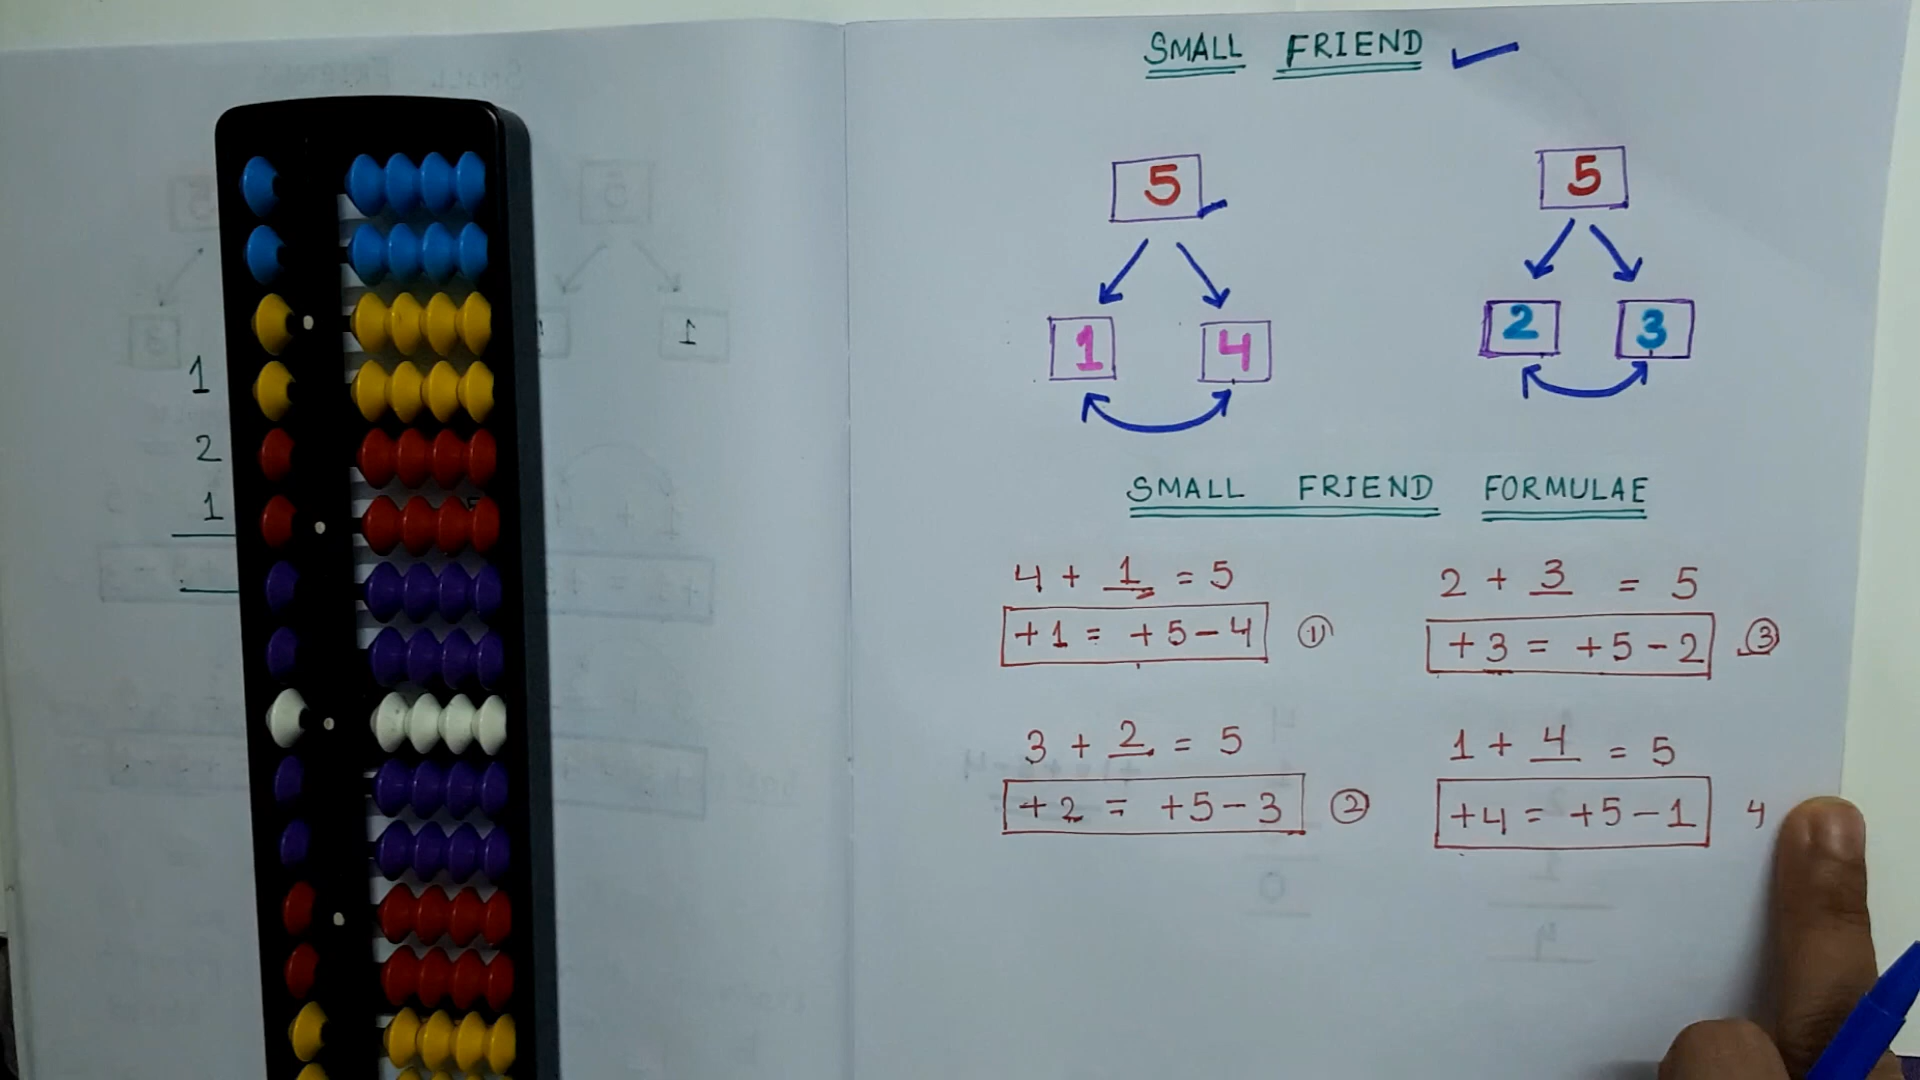 1
2
1
SMALL FRIEND
5 5
1 4 2 3
SMALL FRIEND FORMULAE
4 + 1 = 5
+1 = +5-4 1
2 + 3 = 5
+3 = +5-2 3
3 + 2 = 5
+2 = +5-3 2
1 + 4 = 5
+4 = +5-1 4